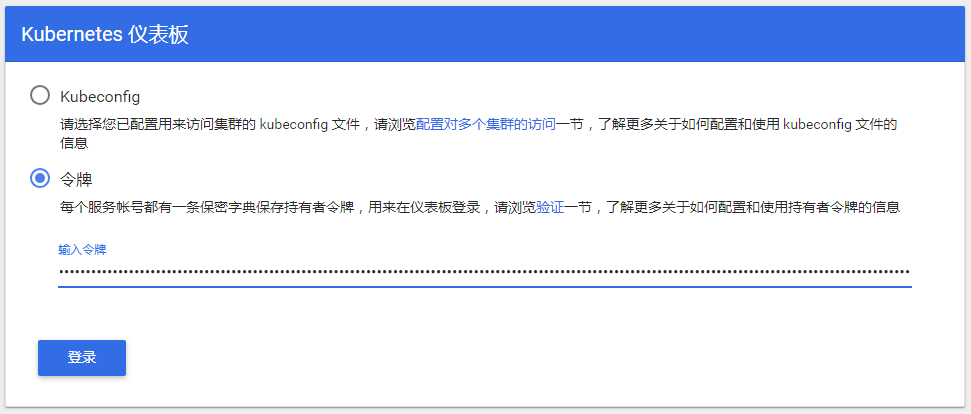 Kubernetes 仪表板
Kubeconfig
请选择您已配置用来访问集群的 kubeconfig 文件，请浏览配置对多个集群的访问一节，了解更多关于如何配置和使用 kubeconfig 文件的
信息
令牌
每个服务帐号都有一条保密字典保存持有者令牌，用来在仪表板登录，请浏览验证一节，了解更多关于如何配置和使用持有者令牌的信息
输入令牌
登录